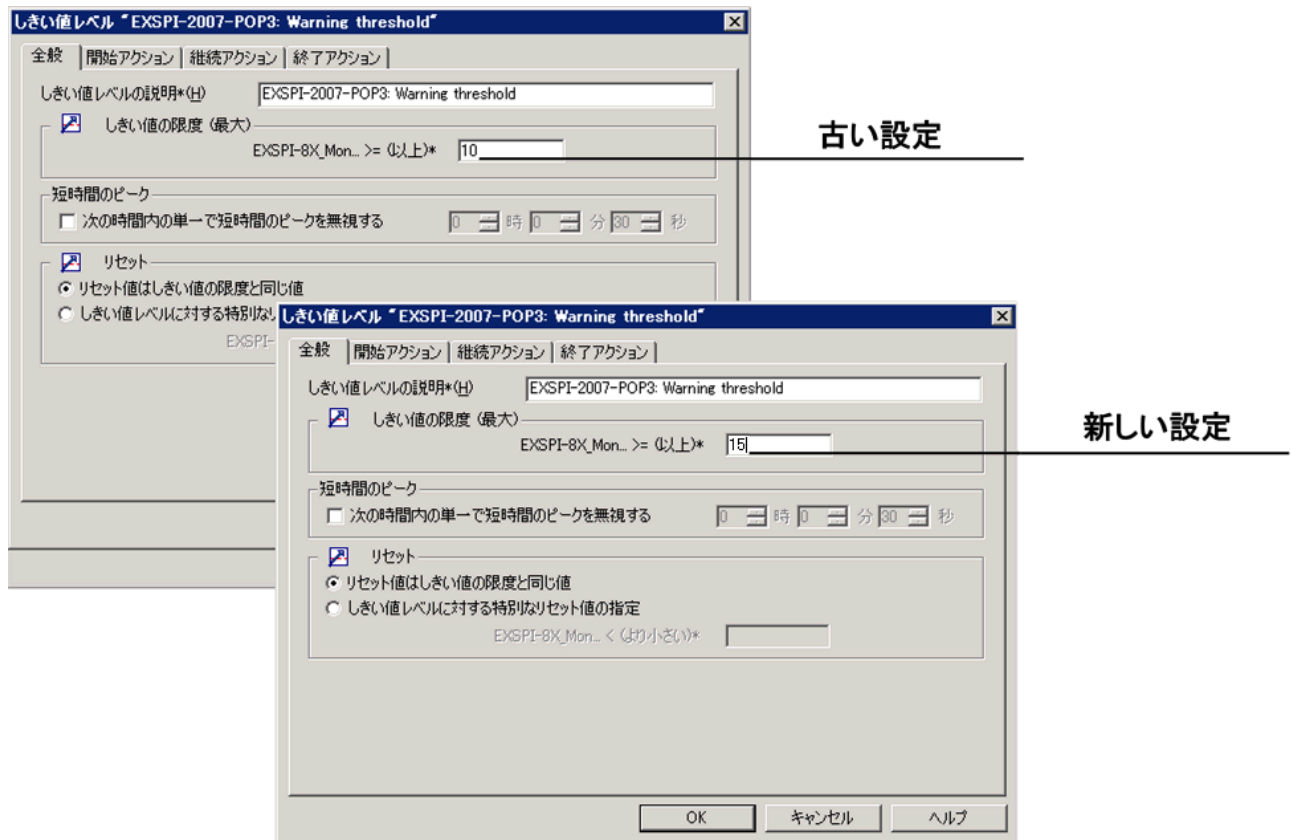 しきい値レベル "EXSPI-2007-POP3: Warning threshold"
全般 開始アクション 継続アクション 終了アクション
しきい値レベルの説明*(H) EXSPI-2007-POP3: Warning threshold
しきい値の限度 (最大)
EXSPI-8X_Mon... >= (以上)* 10
古い設定
短時間のピーク
次の時間内の単一で短時間のピークを無視する 0 時 0 分 30 秒
リセット
リセット値はしきい値の限度と同じ値
しきい値レベルに対する特別な
EXSPI-
しきい値レベル "EXSPI-2007-POP3: Warning threshold"
全般 開始アクション 継続アクション 終了アクション
しきい値レベルの説明*(H) EXSPI-2007-POP3: Warning threshold
しきい値の限度 (最大)
EXSPI-8X_Mon... >= (以上)* 15
新しい設定
短時間のピーク
次の時間内の単一で短時間のピークを無視する 0 時 0 分 30 秒
リセット
リセット値はしきい値の限度と同じ値
しきい値レベルに対する特別なリセット値の指定
EXSPI-8X_Mon... < (より小さい)*
OK キャンセル ヘルプ